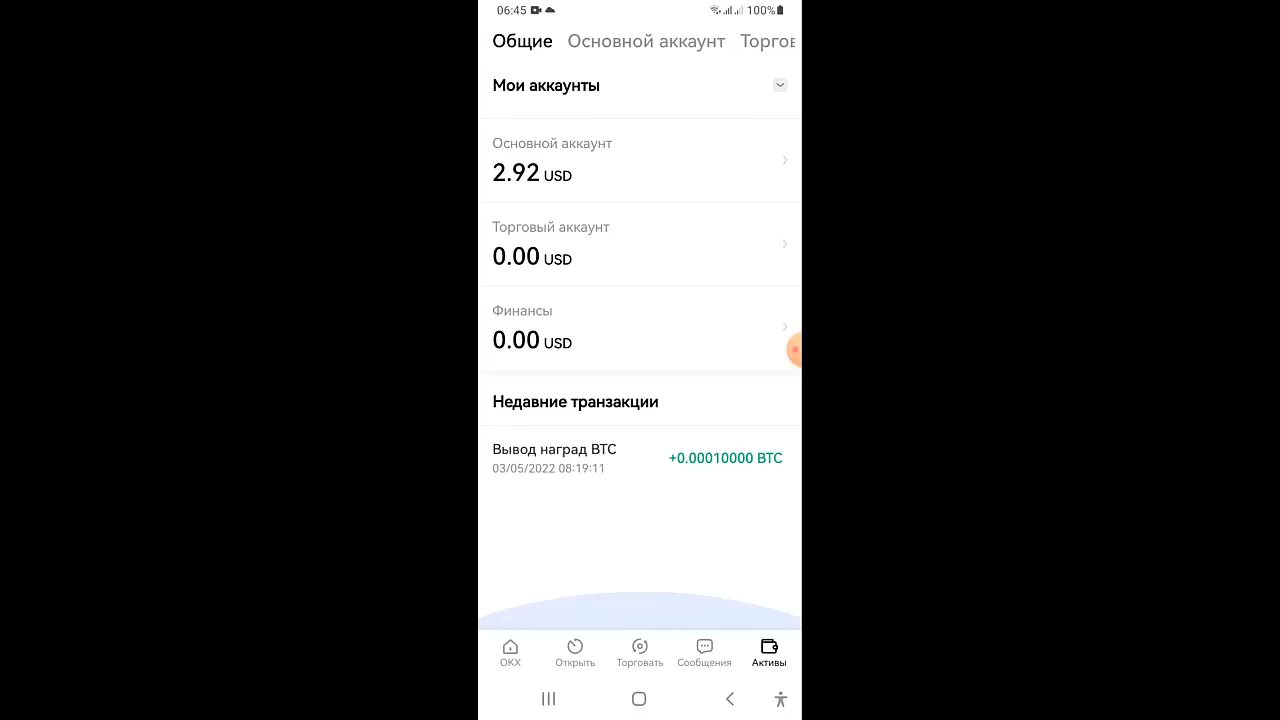 06:45 100%
Общие Основной аккаунт Торгов
Мои аккаунты
Основной аккаунт
2.92 USD
Торговый аккаунт
0.00 USD
Финансы
0.00 USD
Недавние транзакции
Вывод наград BTC
+0.00010000 BTC
03/05/2022 08:19:11
OKX Открыть Торговать Сообщения Активы